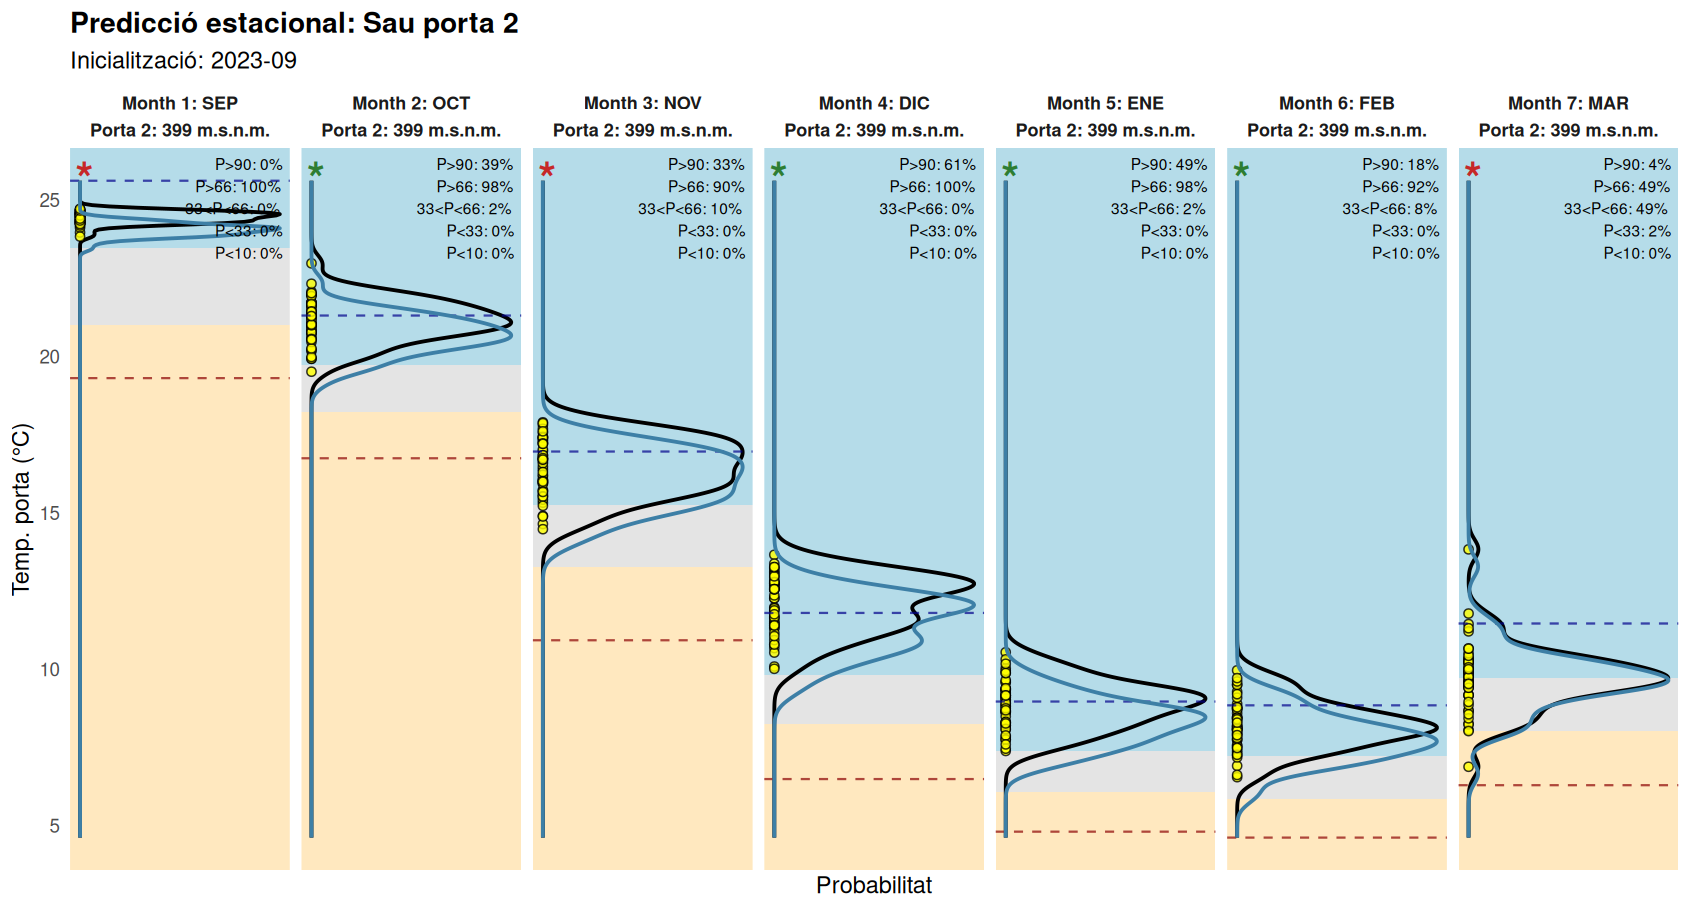 Predicció estacional: Sau porta 2
Inicialització: 2023-09
Month 1: SEP
Porta 2: 399 m.s.n.m.
Month 2: OCT
Porta 2: 399 m.s.n.m.
Month 3: NOV
Porta 2: 399 m.s.n.m.
Month 4: DIC
Porta 2: 399 m.s.n.m.
Month 5: ENE
Porta 2: 399 m.s.n.m.
Month 6: FEB
Porta 2: 399 m.s.n.m.
Month 7: MAR
Porta 2: 399 m.s.n.m.
*
P>90: 0%
P>66: 100%
33<P<66: 0%
P<33: 0%
P<10: 0%
*
P>90: 39%
P>66: 98%
33<P<66: 2%
P<33: 0%
P<10: 0%
*
P>90: 33%
P>66: 90%
33<P<66: 10%
P<33: 0%
P<10: 0%
*
P>90: 61%
P>66: 100%
33<P<66: 0%
P<33: 0%
P<10: 0%
*
P>90: 49%
P>66: 98%
33<P<66: 2%
P<33: 0%
P<10: 0%
*
P>90: 18%
P>66: 92%
33<P<66: 8%
P<33: 0%
P<10: 0%
*
P>90: 4%
P>66: 49%
33<P<66: 49%
P<33: 2%
P<10: 0%
25
20
15
10
5
Temp. porta (°C)
Probabilitat